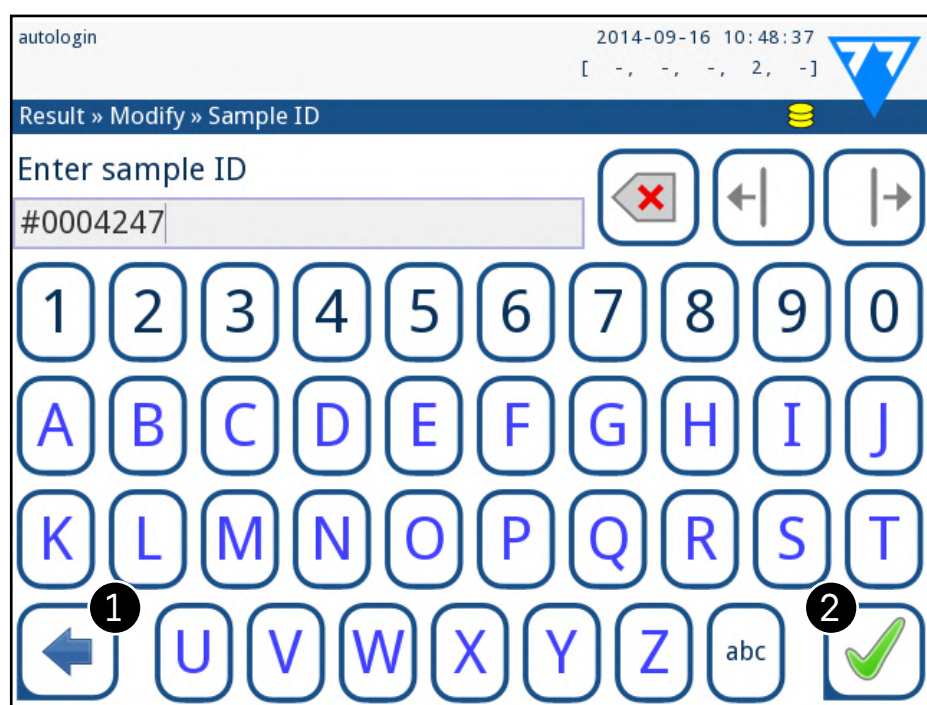 autologin
2014-09-16 10:48:37
[ -, -, -, 2, -]
Result » Modify » Sample ID
Enter sample ID
#0004247
1 2 3 4 5 6 7 8 9 0
A B C D E F G H I J
K L M N O P Q R S T
1 2
U V W X Y Z abc